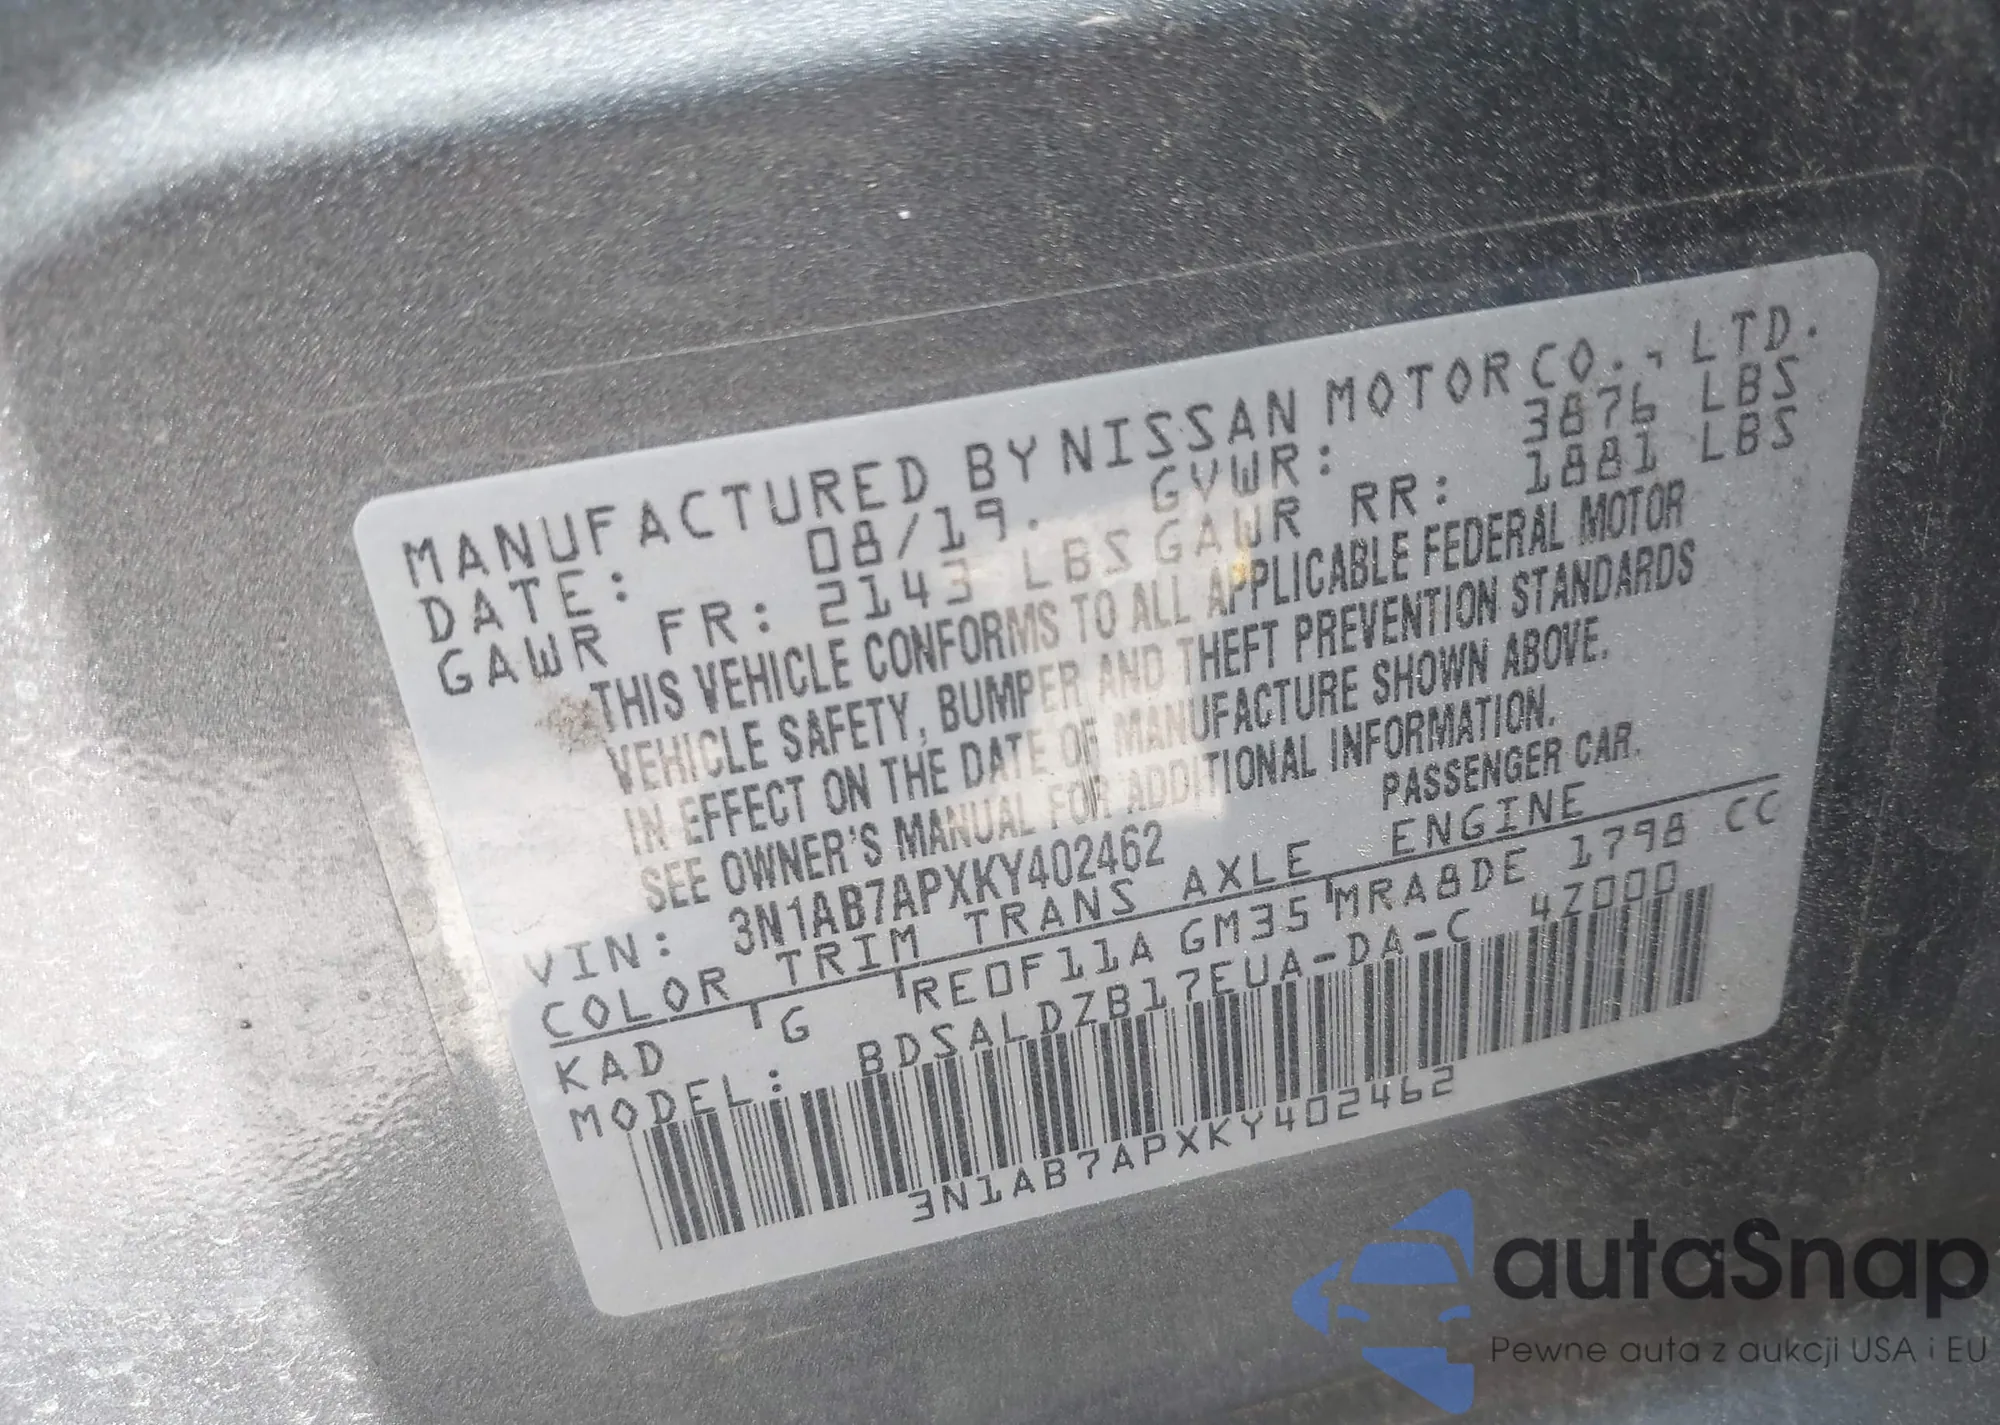 MANUFACTURED BY NISSAN MOTOR CO., LTD.
DATE: 08/19. GVWR: 3876 LBS
GAWR FR: 2143 LBS GAWR RR: 1881 LBS
THIS VEHICLE CONFORMS TO ALL APPLICABLE FEDERAL MOTOR
VEHICLE SAFETY, BUMPER AND THEFT PREVENTION STANDARDS
IN EFFECT ON THE DATE OF MANUFACTURE SHOWN ABOVE.
SEE OWNER'S MANUAL FOR ADDITIONAL INFORMATION.
VIN: 3N1AB7APXKY402462 PASSENGER CAR.
COLOR TRIM TRANS AXLE ENGINE
KAD G RE0F11A GM35 MRA8DE 1798 CC
MODEL: BDSALDZB17EUA-DA-C 4Z000
3N1AB7APXKY402462
autaSnap
Pewne auta z aukcji USA i EU